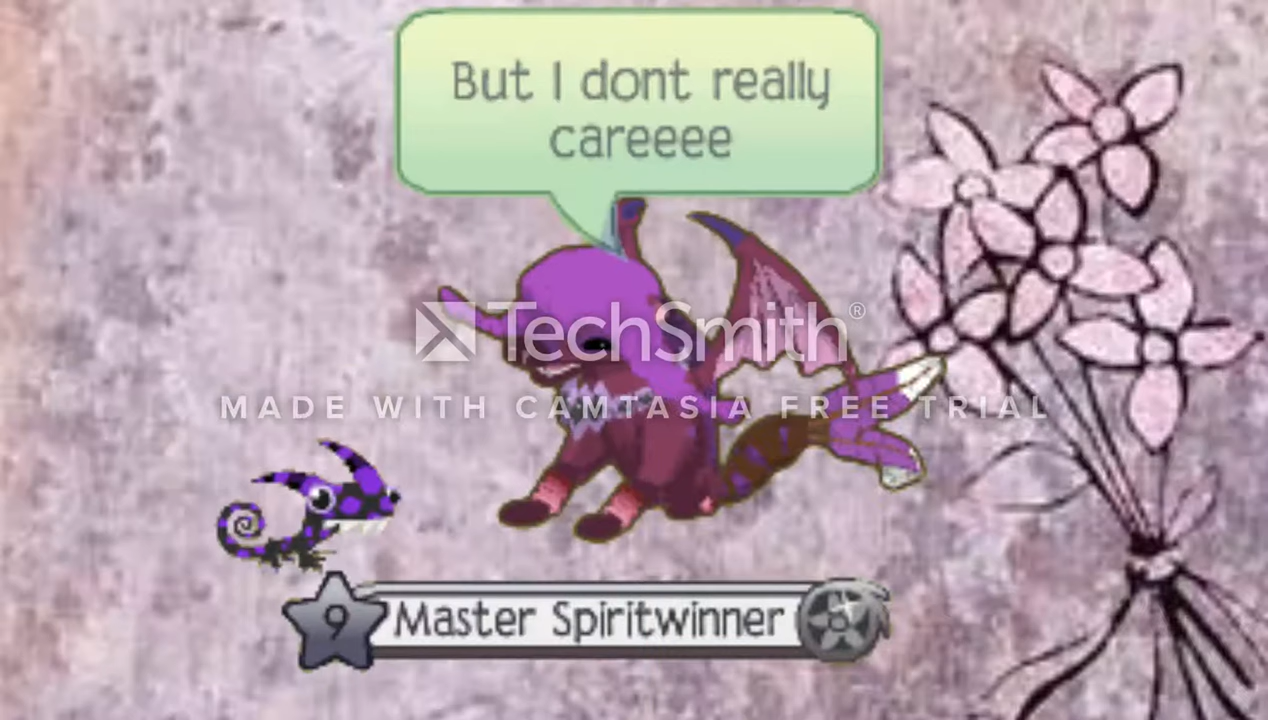 But I dont really
careeee
TechSmith®
MADE WITH CAMTASIA FREE TRIAL
9 Master Spiritwinner